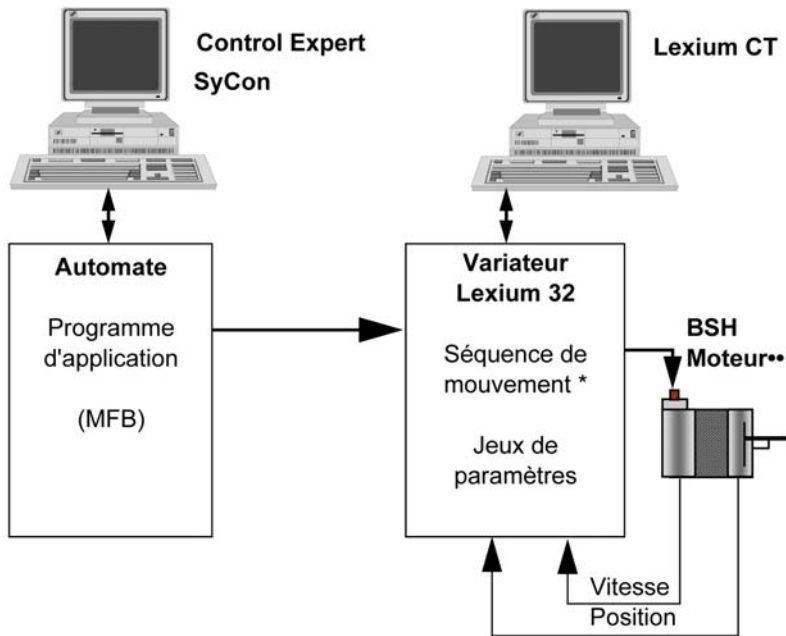 Control Expert
SyCon
Lexium CT
Automate
Programme
d'application
(MFB)
Variateur
Lexium 32
Séquence de
mouvement *
Jeux de
paramètres
BSH
Moteur••
Vitesse
Position